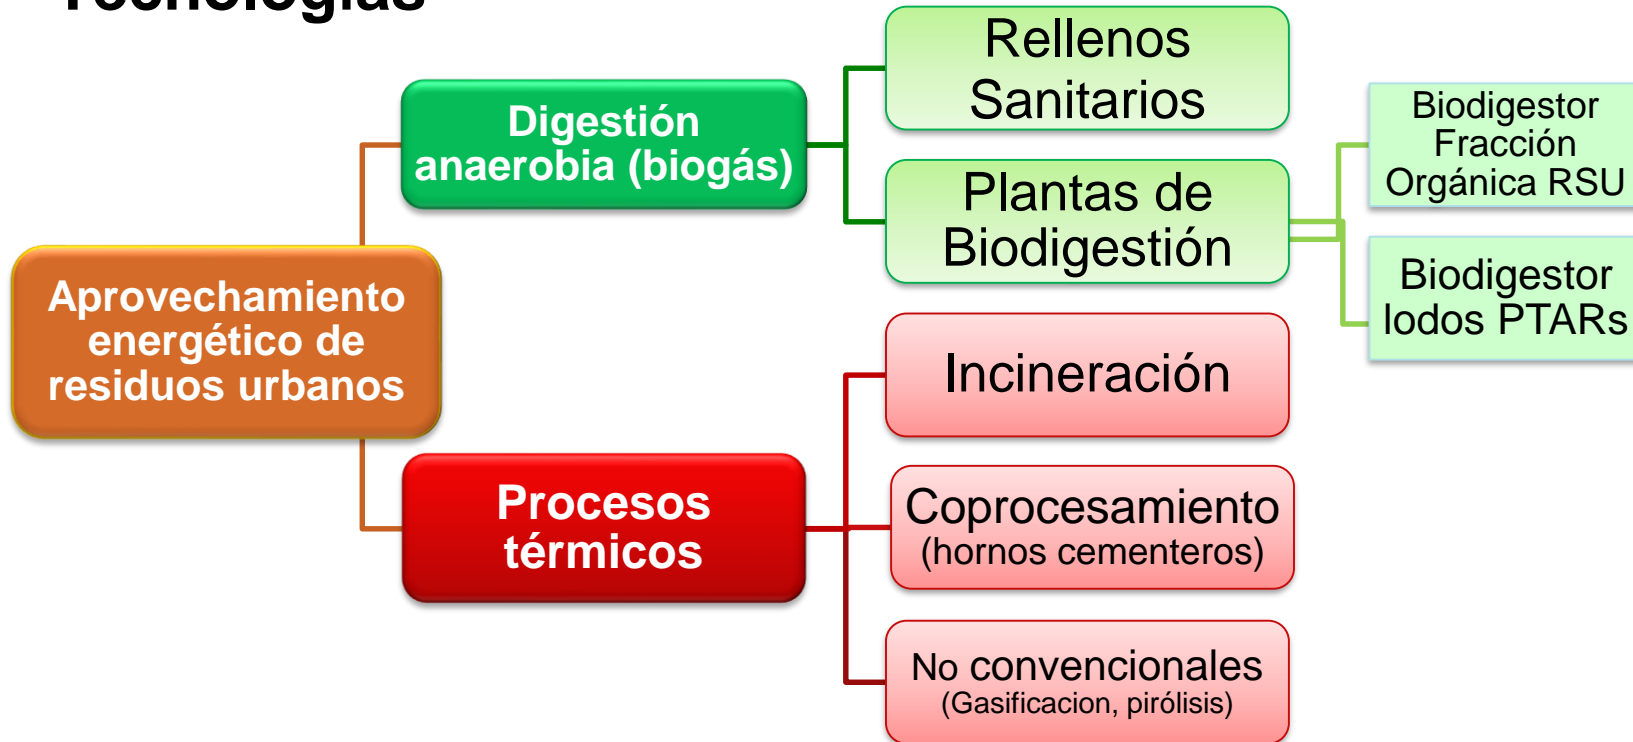 Tecnologías
Rellenos
Sanitarios
Digestión
anaerobia (biogás)
Biodigestor
Fracción
Orgánica RSU
Plantas de
Biodigestión
Biodigestor
lodos PTARs
Aprovechamiento
energético de
residuos urbanos
Incineración
Procesos
térmicos
Coprocesamiento
(hornos cementeros)
No convencionales
(Gasificacion, pirólisis)